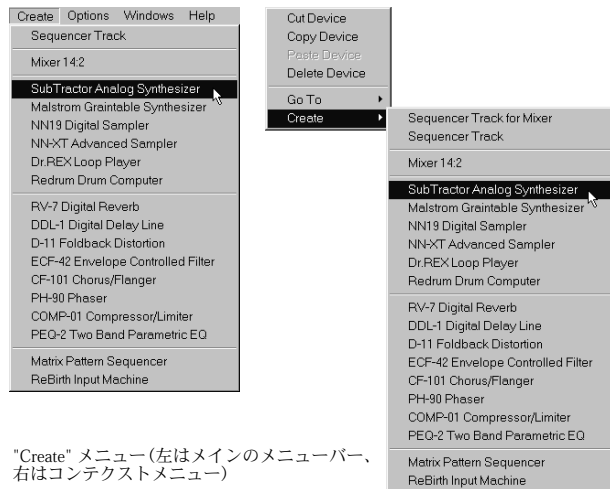 Create Options Windows Help
Sequencer Track
Mixer 14:2
SubTractor Analog Synthesizer
Malstrom Graintable Synthesizer
NN19 Digital Sampler
NN-XT Advanced Sampler
Dr.REX Loop Player
Redrum Drum Computer
RV-7 Digital Reverb
DDL-1 Digital Delay Line
D-11 Foldback Distortion
ECF-42 Envelope Controlled Filter
CF-101 Chorus/Flanger
PH-90 Phaser
COMP-01 Compressor/Limiter
PEQ-2 Two Band Parametric EQ
Matrix Pattern Sequencer
ReBirth Input Machine
Cut Device
Copy Device
Paste Device
Delete Device
Go To
Create
Sequencer Track for Mixer
Sequencer Track
Mixer 14:2
SubTractor Analog Synthesizer
Malstrom Graintable Synthesizer
NN19 Digital Sampler
NN-XT Advanced Sampler
Dr.REX Loop Player
Redrum Drum Computer
RV-7 Digital Reverb
DDL-1 Digital Delay Line
D-11 Foldback Distortion
ECF-42 Envelope Controlled Filter
CF-101 Chorus/Flanger
PH-90 Phaser
COMP-01 Compressor/Limiter
PEQ-2 Two Band Parametric EQ
Matrix Pattern Sequencer
ReBirth Input Machine
"Create" メニュー（左はメインのメニューバー、
右はコンテクストメニュー）